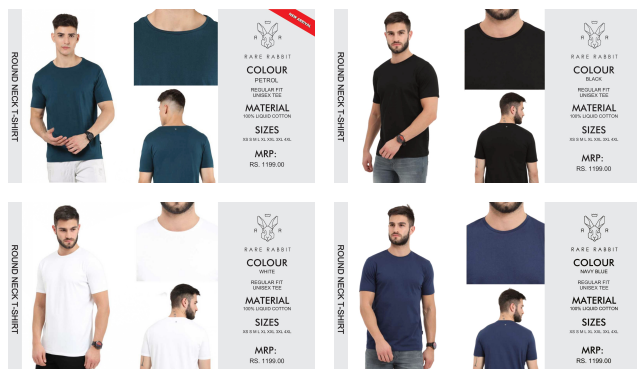 ROUND NECK T-SHIRT
NEW ARRIVAL
R R
RARE RABBIT
COLOUR
PETROL
REGULAR FIT
UNISEX TEE
MATERIAL
100% LIQUID COTTON
SIZES
XS S M L XL XXL 3XL 4XL
MRP:
RS. 1199.00
ROUND NECK T-SHIRT
R R
RARE RABBIT
COLOUR
BLACK
REGULAR FIT
UNISEX TEE
MATERIAL
100% LIQUID COTTON
SIZES
XS S M L XL XXL 3XL 4XL
MRP:
RS. 1199.00
ROUND NECK T-SHIRT
R R
RARE RABBIT
COLOUR
WHITE
REGULAR FIT
UNISEX TEE
MATERIAL
100% LIQUID COTTON
SIZES
XS S M L XL XXL 3XL 4XL
MRP:
RS. 1199.00
ROUND NECK T-SHIRT
R R
RARE RABBIT
COLOUR
NAVY BLUE
REGULAR FIT
UNISEX TEE
MATERIAL
100% LIQUID COTTON
SIZES
XS S M L XL XXL 3XL 4XL
MRP:
RS. 1199.00